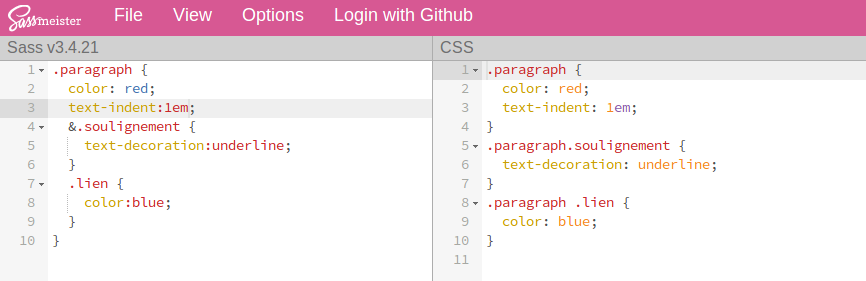 Sass meister File View Options Login with Github
Sass v3.4.21
1 .paragraph {
2 color: red;
3 text-indent:1em;
4 &.soulignement {
5 text-decoration:underline;
6 }
7 .lien {
8 color:blue;
9 }
10 }
CSS
1 .paragraph {
2 color: red;
3 text-indent: 1em;
4 }
5 .paragraph.soulignement {
6 text-decoration: underline;
7 }
8 .paragraph .lien {
9 color: blue;
10 }
11